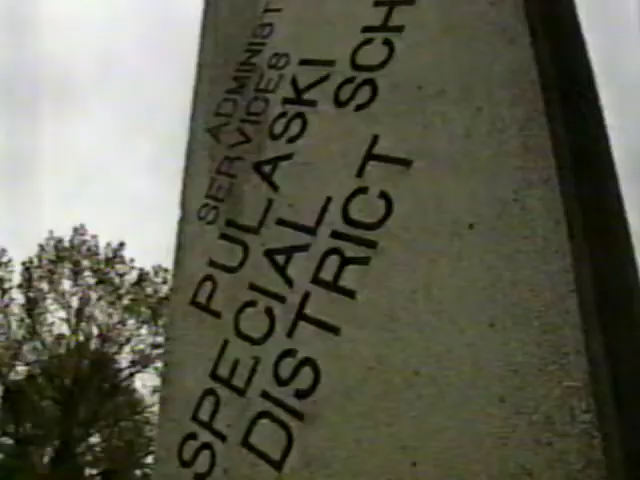 ADMINIST
SERVICES
PULASKI
SPECIAL SCH
DISTRICT